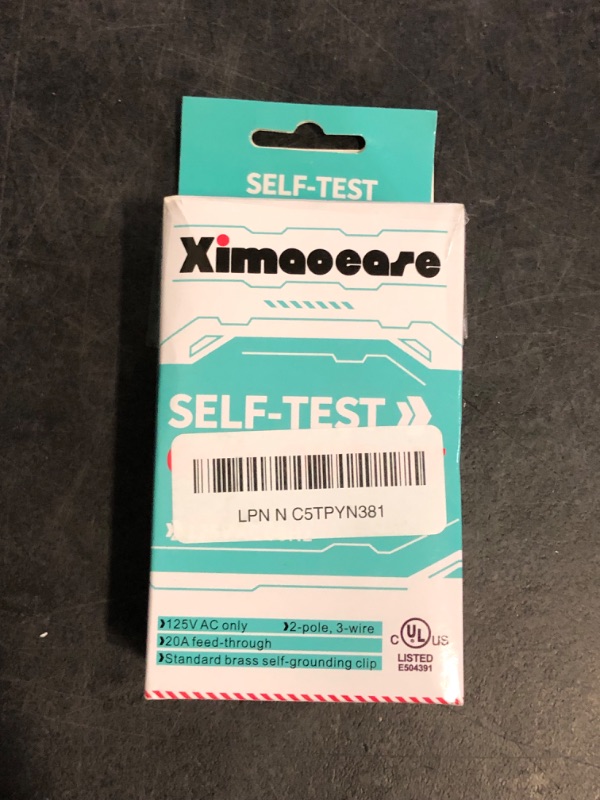 SELF-TEST
Ximaoeare
SELF-TEST
LPN N C5TPYN381
125V AC only 2-pole, 3-wire
20A feed-through
Standard brass self-grounding clip
C UL US
LISTED
E504391